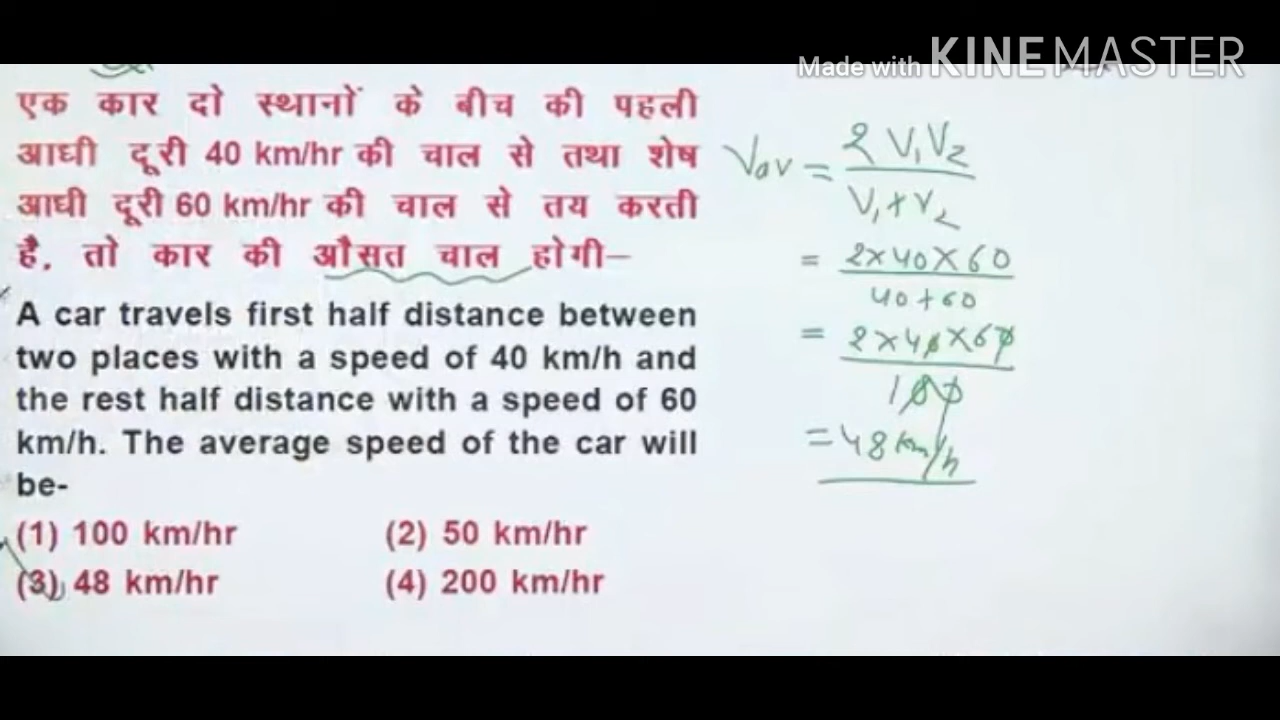 Made with KINEMASTER
एक कार दो स्थानों के बीच की पहली
आधी दूरी 40 km/hr की चाल से तथा शेष
आधी दूरी 60 km/hr की चाल से तय करती
है, तो कार की औसत चाल होगी–
A car travels first half distance between
two places with a speed of 40 km/h and
the rest half distance with a speed of 60
km/h. The average speed of the car will
be-
(1) 100 km/hr (2) 50 km/hr
(3) 48 km/hr (4) 200 km/hr
Vav = 2 V1V2
V1+V2
= 2×40×60
40+60
= 2×40×60
100
=48 km/h